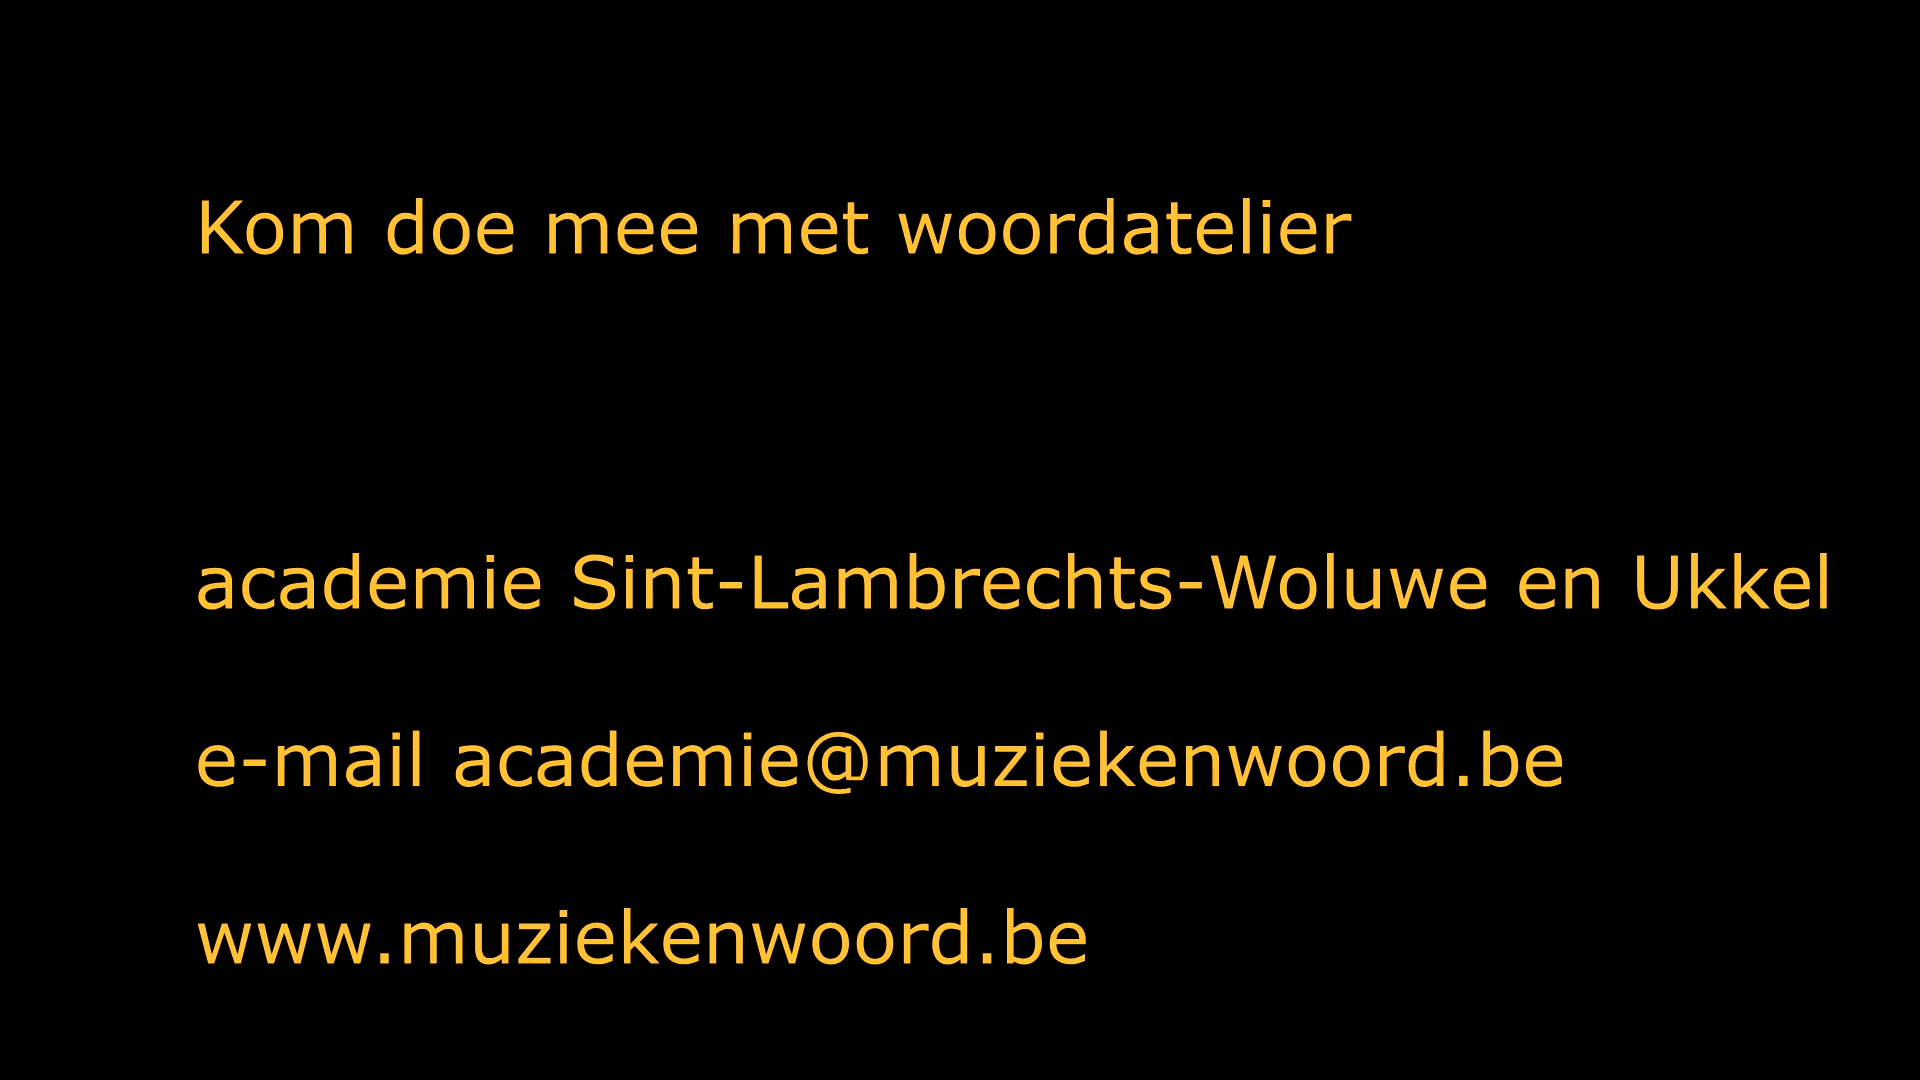 Kom doe mee met woordatelier
academie Sint-Lambrechts-Woluwe en Ukkel
e-mail academie@muziekenwoord.be
www.muziekenwoord.be